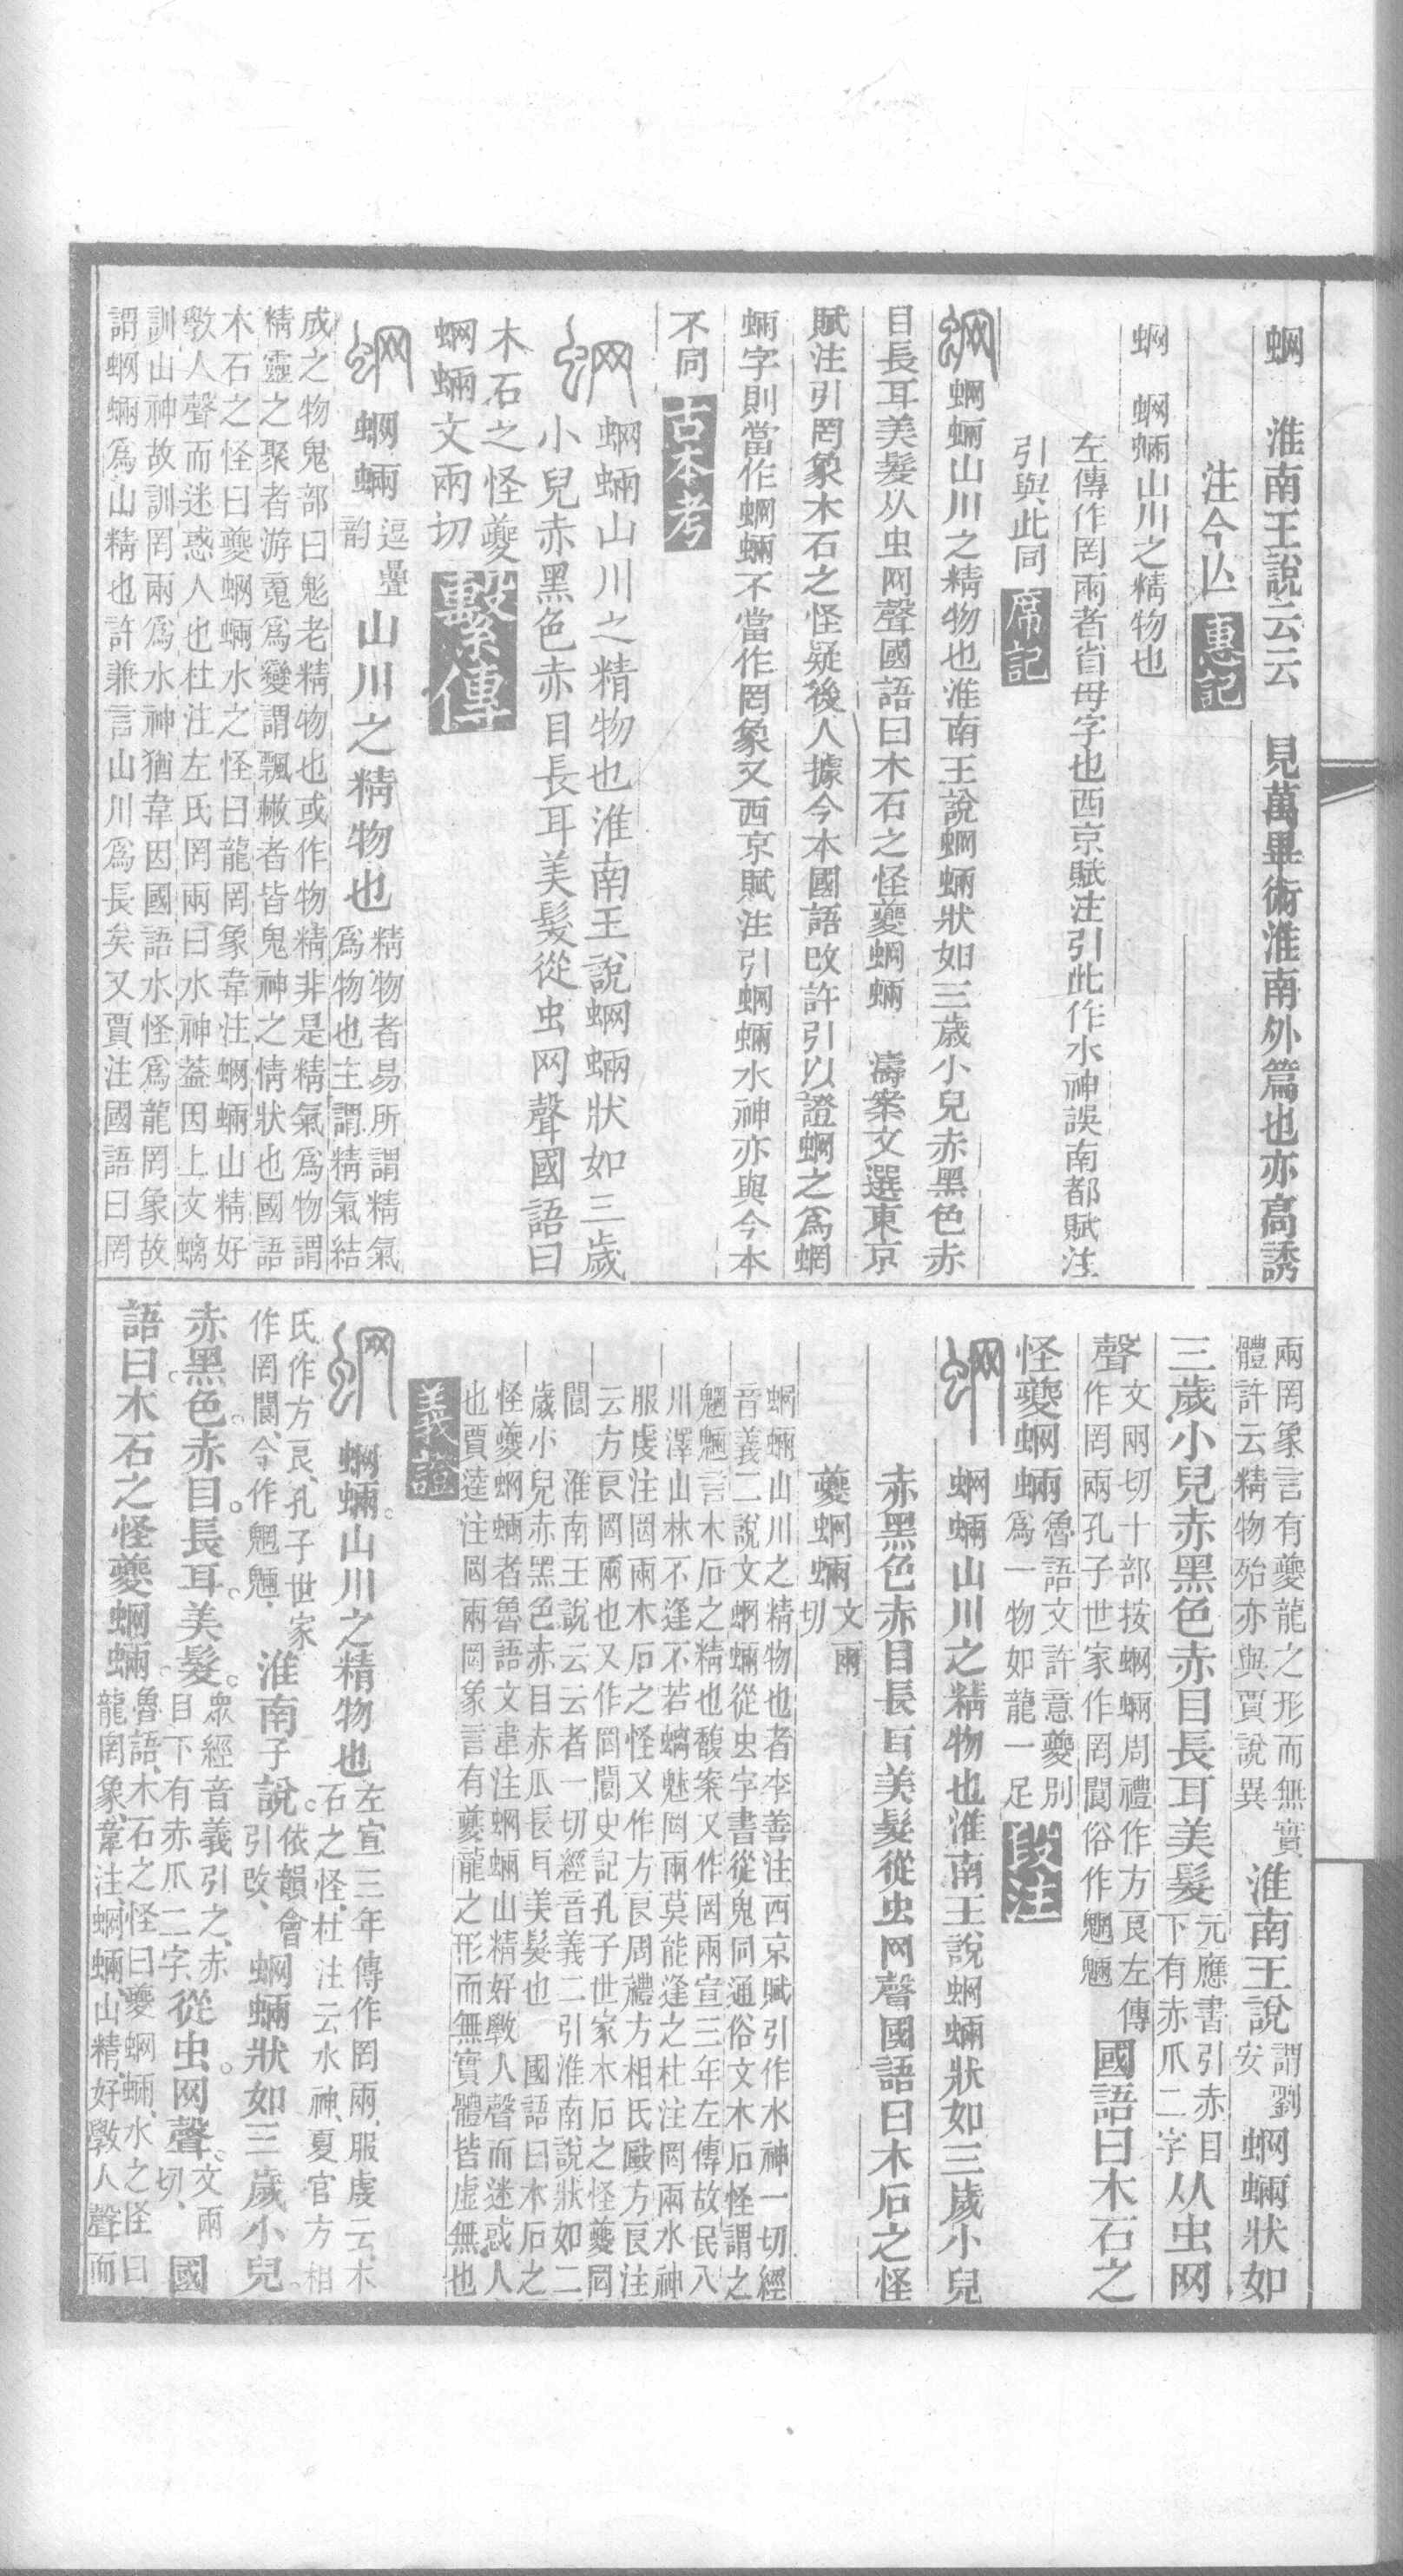 蝄　淮南王說云云　見萬畢術淮南外篇也亦高誘
注今亾 惠記
蝄　蝄蜽山川之精物也
左傳作罔兩者省母字也西京賦注引此作水神誤南都賦注
引與此同 席記
蝄蜽山川之精物也淮南王說蝄蜽狀如三歲小兒赤黑色赤
目長耳美髮从虫网聲國語曰木石之怪夔蝄蜽　濤案文選東京
賦注引罔象木石之怪疑後人據今本國語改許引以證蝄之爲蝄
蜽字則當作蝄蜽不當作罔象又西京賦注引蝄蜽水神亦與今本
不同 古本考
蝄蜽山川之精物也淮南王說蝄蜽狀如三歲
小兒赤黑色赤目長耳美髮從虫网聲國語曰
木石之怪夔
蝄蜽文兩切 繫傳
蝄蜽
逗疊
韵
山川之精物也
精物者易所謂精氣
爲物也主謂精氣結
成之物鬼部曰鬽老精物也或作物精非是精氣爲物謂
精靈之聚者游䰟爲變謂飄𢿱者皆鬼神之情狀也國語
木石之怪曰夔蝄蜽水之怪曰龍罔象韋注蝄蜽山精好
斆人聲而迷惑人也杜注左氏罔兩曰水神蓋因上文螭
訓山神故訓罔兩爲水神猶韋因國語水怪爲龍罔象故
謂蝄蜽爲山精也許兼言山川爲長矣又賈注國語曰罔
兩罔象言有夔龍之形而無實
體許云精物殆亦與賈說異
淮南王說
謂劉
安
蝄蜽狀如
三歲小兒赤黑色赤目長耳美髮
元應書引赤目
下有赤爪二字
从虫网
聲
文兩切十部按蝄蜽周禮作方良左傳
作罔兩孔子世家作罔閬俗作魍魎
國語曰木石之
怪夔蝄蜽
魯語文許意夔別
爲一物如龍一足
段注
蝄蜽山川之精物也淮南王說蝄蜽狀如三歲小兒
赤黑色赤目長耳美髮從虫网聲國語曰木石之怪
夔蝄蜽
文兩
切
蝄蜽山川之精物也者李善注西京賦引作水神一切經
音義二說文蝄蜽從虫字書從鬼同通俗文木石怪謂之
魍魎言木石之精也馥案又作罔兩宣三年左傳故民入
川澤山林不逢不若螭魅罔兩莫能逢之杜注罔兩水神
服虔注罔兩木石之怪又作方良周禮方相氏毆方良注
云方良罔兩也又作罔閬史記孔子世家木石之怪夔罔
閬　淮南王說云云者一切經音義二引淮南說狀如二
歲小兒赤黑色赤目赤爪長耳美髮也　國語曰木石之
怪夔蝄蜽者魯語文韋注蝄蜽山精好斆人聲而迷惑人
也賈逵注罔兩罔象言有夔龍之形而無實體皆虛無也
義證
蝄蜽。山川之精物也。
左宣三年傳作罔兩、服虔云、木
石之怪、杜注云水神、夏官方相
氏作方良、孔子世家
作罔閬、今作魍魎、
淮南子說。
依韻會
引改、
蝄蜽狀如三歲小兒。
赤黑色。赤目。長耳。美髮。
衆經音義引之、赤
目下有赤爪二字、
從虫。网聲。
文兩
切、
國
語曰木石之怪夔蝄蜽。
魯語、木石之怪曰夔蝄蜽、水之怪曰
龍罔象、韋注、蝄蜽、山精、好斆人聲而